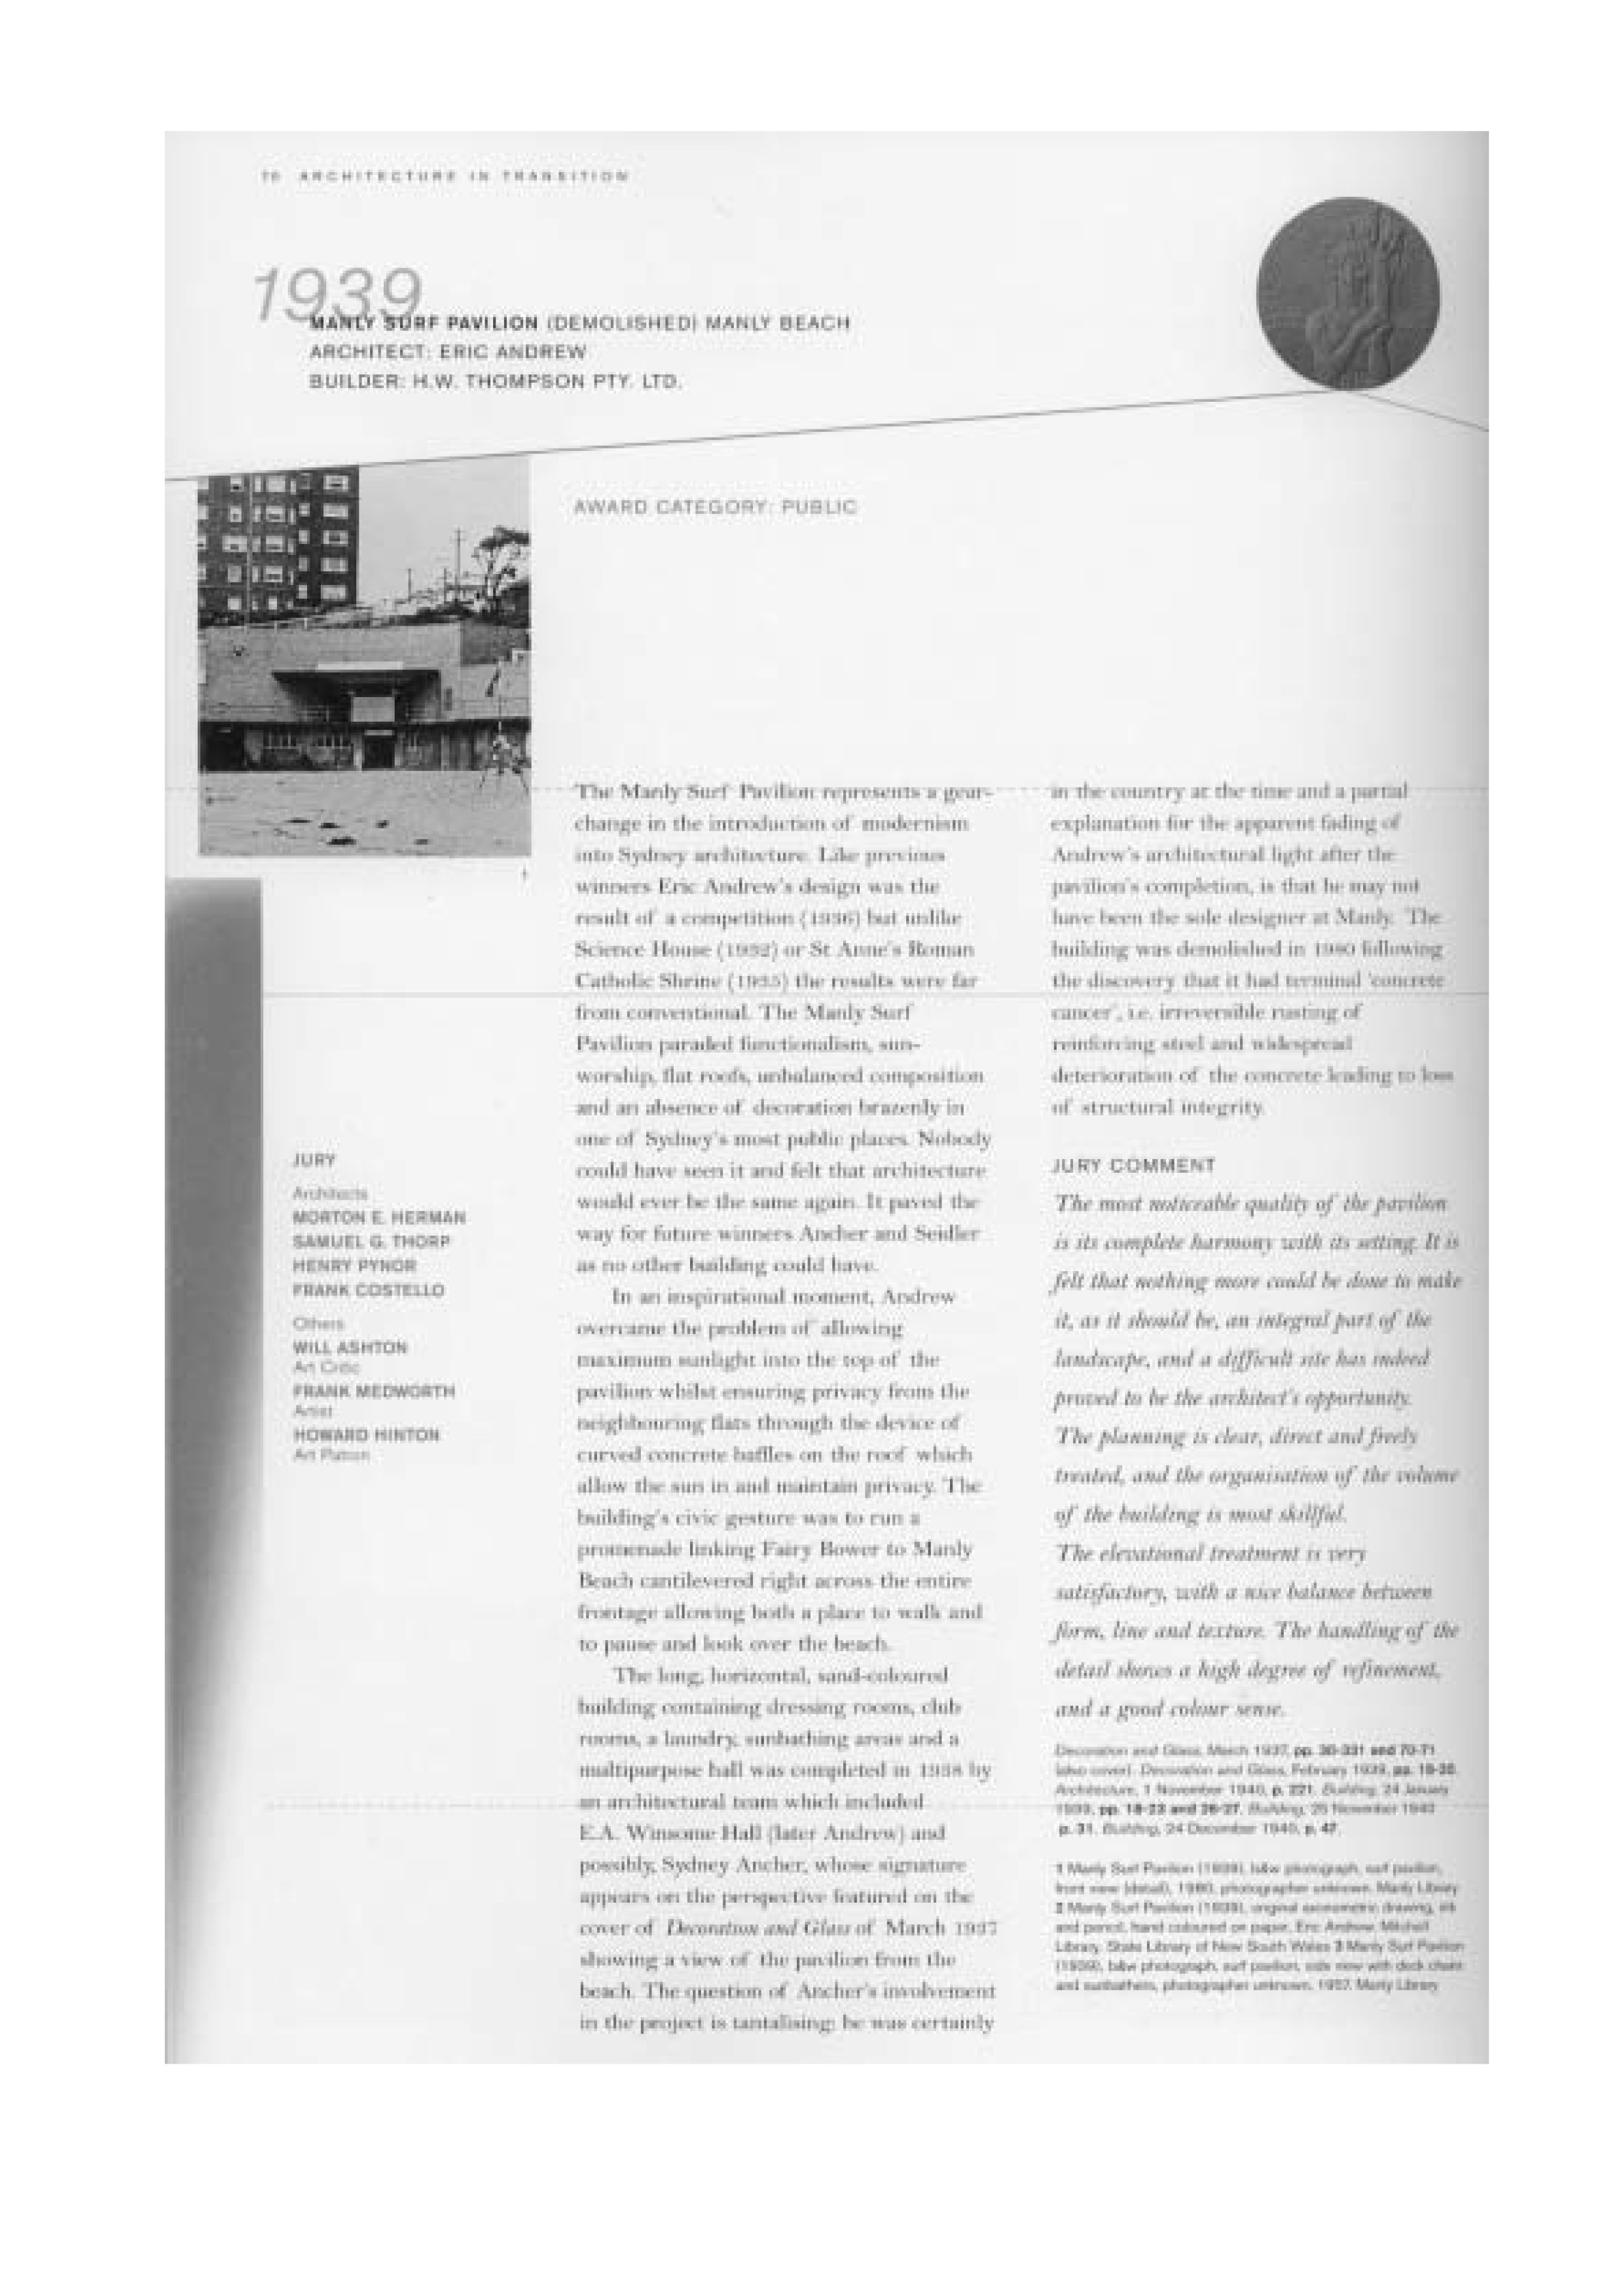 70 ARCHITECTURE IN TRANSITION
1939
MANLY SURF PAVILION (DEMOLISHED) MANLY BEACH
ARCHITECT: ERIC ANDREW
BUILDER: H.W. THOMPSON PTY. LTD.
AWARD CATEGORY: PUBLIC
1
JURY
Architects
MORTON E. HERMAN
SAMUEL G. THORP
HENRY PYNOR
FRANK COSTELLO
Others
WILL ASHTON
Art Critic
FRANK MEDWORTH
Artist
HOWARD HINTON
Art Patron
The Manly Surf Pavilion represents a gear-
change in the introduction of modernism
into Sydney architecture. Like previous
winners Eric Andrew's design was the
result of a competition (1936) but unlike
Science House (1932) or St Anne's Roman
Catholic Shrine (1935) the results were far
from conventional. The Manly Surf
Pavilion paraded functionalism, sun-
worship, flat roofs, unbalanced composition
and an absence of decoration brazenly in
one of Sydney's most public places. Nobody
could have seen it and felt that architecture
would ever be the same again. It paved the
way for future winners Ancher and Seidler
as no other building could have.
In an inspirational moment, Andrew
overcame the problem of allowing
maximum sunlight into the top of the
pavilion whilst ensuring privacy from the
neighbouring flats through the device of
curved concrete baffles on the roof which
allow the sun in and maintain privacy. The
building's civic gesture was to run a
promenade linking Fairy Bower to Manly
Beach cantilevered right across the entire
frontage allowing both a place to walk and
to pause and look over the beach.
The long, horizontal, sand-coloured
building containing dressing rooms, club
rooms, a laundry, sunbathing areas and a
multipurpose hall was completed in 1938 by
an architectural team which included
E.A. Winsome Hall (later Andrew) and
possibly, Sydney Ancher, whose signature
appears on the perspective featured on the
cover of Decoration and Glass of March 1937
showing a view of the pavilion from the
beach. The question of Ancher's involvement
in the project is tantalising: he was certainly
in the country at the time and a partial
explanation for the apparent fading of
Andrew's architectural light after the
pavilion's completion, is that he may not
have been the sole designer at Manly. The
building was demolished in 1980 following
the discovery that it had terminal 'concrete
cancer', i.e. irreversible rusting of
reinforcing steel and widespread
deterioration of the concrete leading to loss
of structural integrity.
JURY COMMENT
The most noticeable quality of the pavilion
is its complete harmony with its setting. It is
felt that nothing more could be done to make
it, as it should be, an integral part of the
landscape, and a difficult site has indeed
proved to be the architect's opportunity.
The planning is clear, direct and freely
treated, and the organisation of the volume
of the building is most skillful.
The elevational treatment is very
satisfactory, with a nice balance between
form, line and texture. The handling of the
detail shows a high degree of refinement,
and a good colour sense.
Decoration and Glass, March 1937, pp. 30-331 and 70-71
(also cover). Decoration and Glass, February 1939, pp.
Architecture, 1 November 1940, p. 221. Building, 24 January
1939, pp. 18-23 and 26-27. Building, 25 November 1940
p. 31. Building, 24 December 1940, p. 47.
1 Manly Surf Pavilion (1939), b&w photograph, surf pavilion,
front view (detail), 1980, photographer unknown. Manly Library
2 Manly Surf Pavilion (1939), original axonometric drawing, ink
and pencil, hand coloured on paper, Eric Andrew. Mitchell
Library, State Library of New South Wales 3 Manly Surf Pavilion
(1939), b&w photograph, surf pavilion, side view with deck chairs
and sunbathers, photographer unknown, 1957. Manly Library